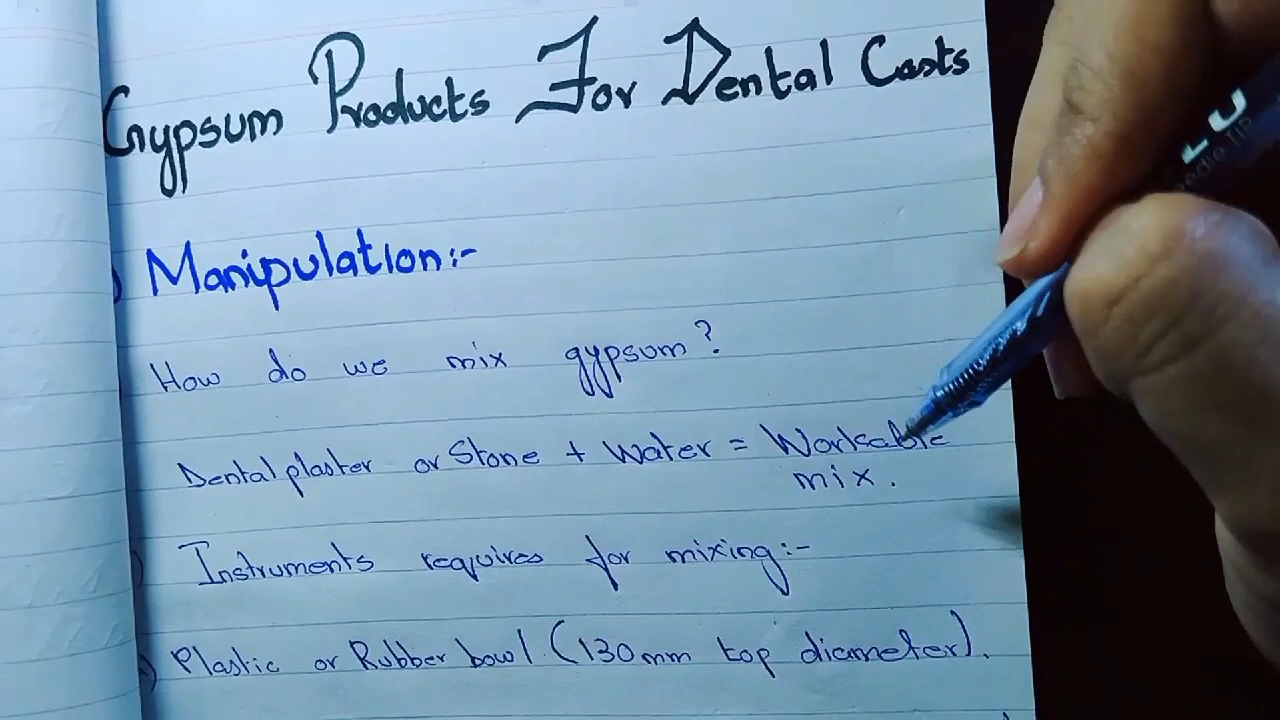 Gypsum Products For Dental Casts
) Manipulation:-
How do we mix gypsum?
Dental plaster or Stone + Water = Workable
mix.
) Instruments requires for mixing:-
) Plastic or Rubber bowl (130mm top diameter).